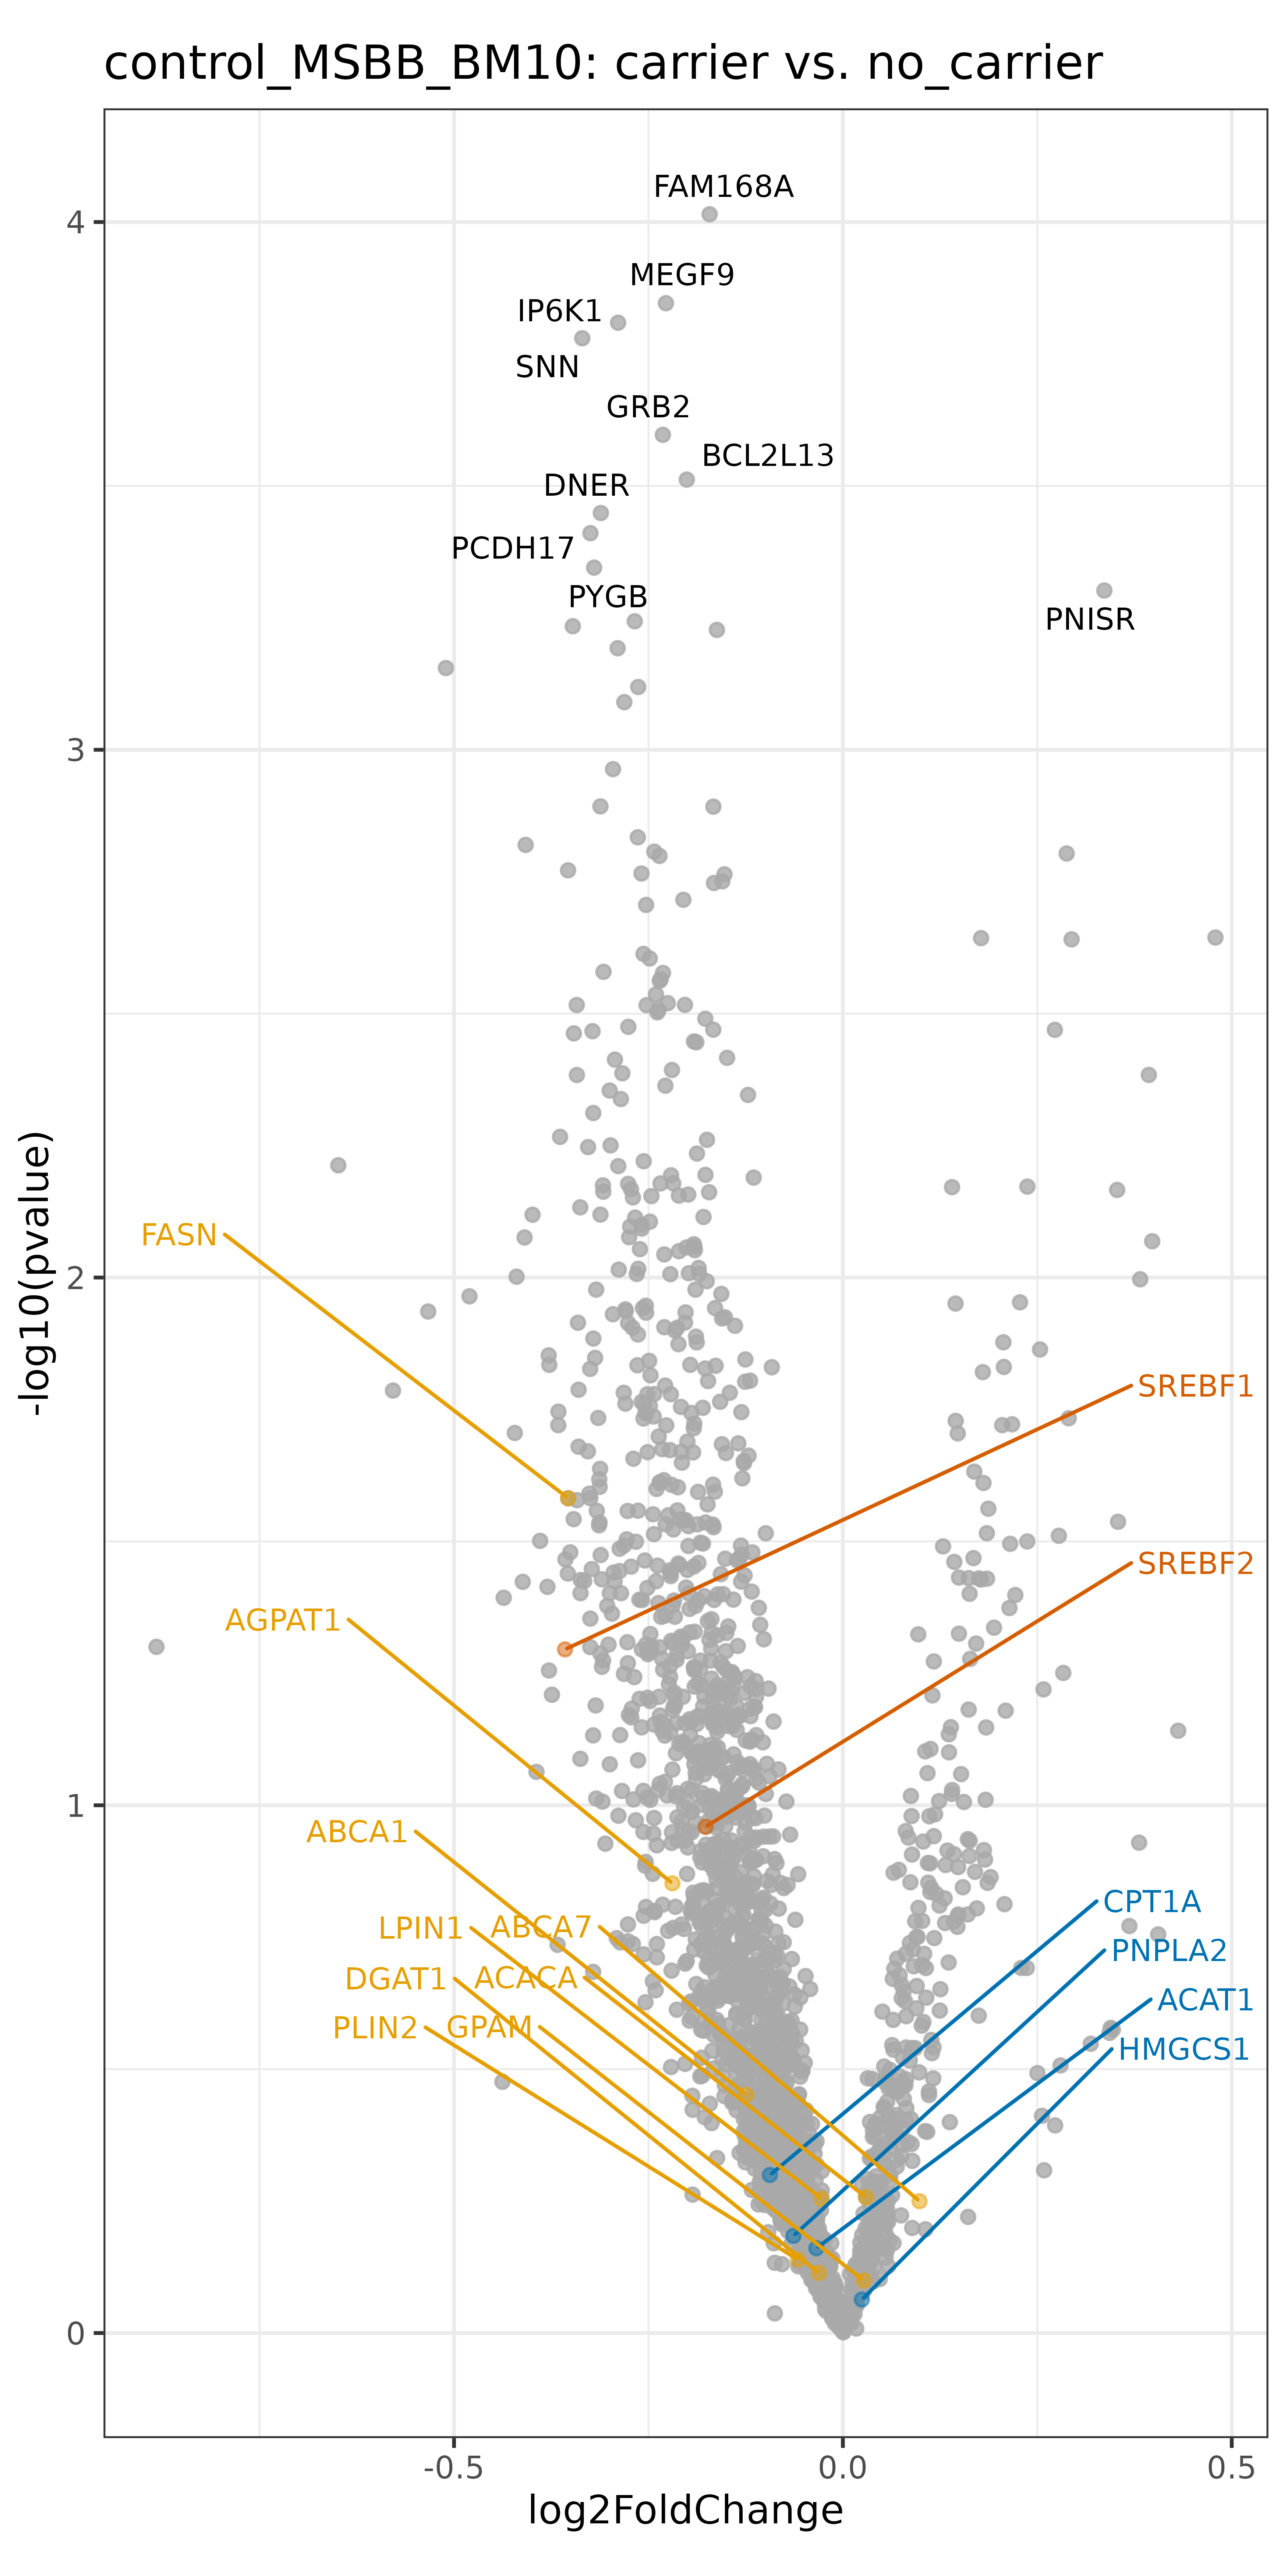 control_MSBB_BM10: carrier vs. no_carrier
FAM168A
MEGF9
IP6K1
SNN
GRB2
BCL2L13
DNER
PCDH17
PYGB
PNISR
FASN
SREBF1
SREBF2
AGPAT1
ABCA1
CPT1A
LPIN1
ABCA7
PNPLA2
DGAT1
ACACA
ACAT1
PLIN2
GPAM
HMGCS1
4
3
2
1
0
-0.5
0.0
0.5
log2FoldChange
-log10(pvalue)